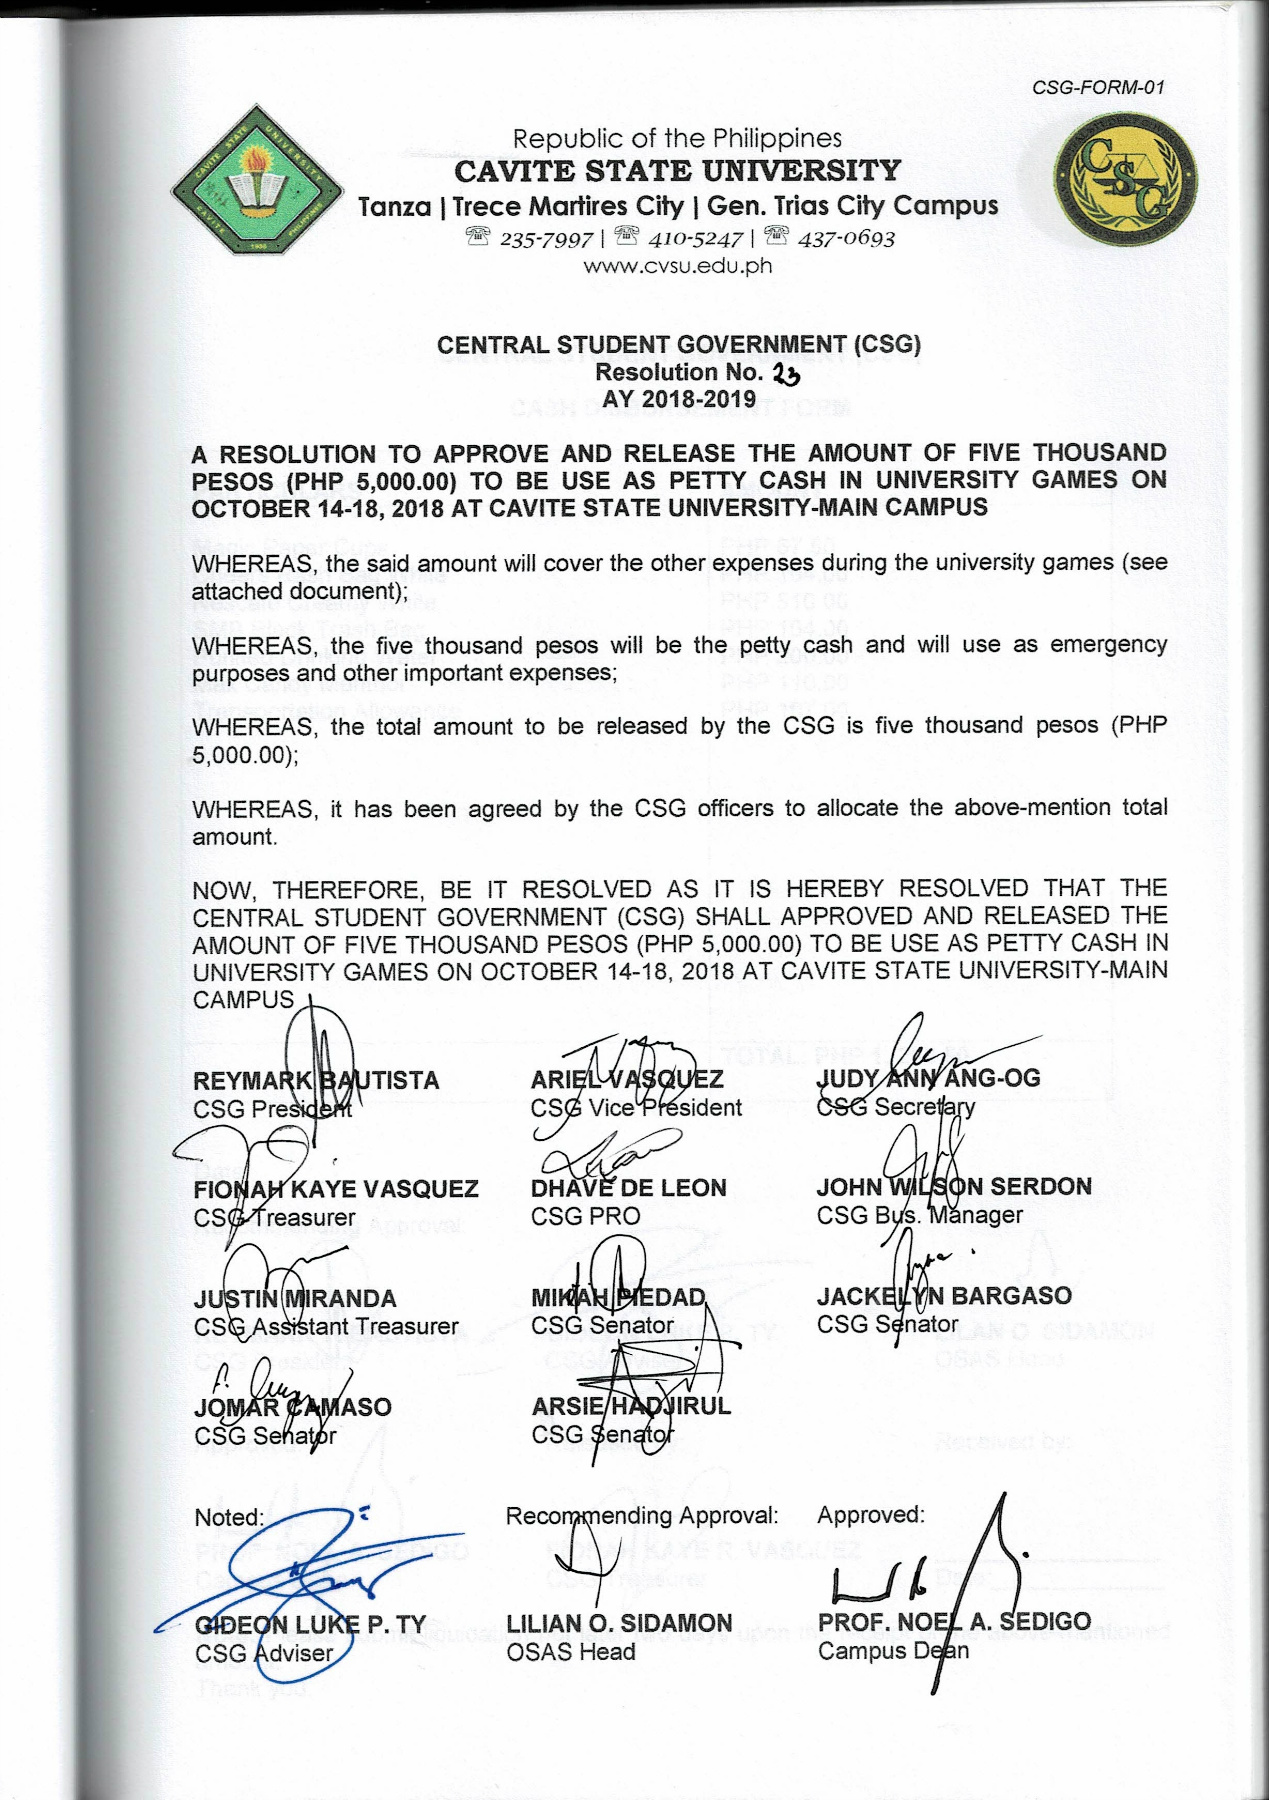 CSG-FORM-01
Republic of the Philippines
CAVITE STATE UNIVERSITY
Tanza | Trece Martires City | Gen. Trias City Campus
☏ 235-7997 | ☏ 410-5247 | ☏ 437-0693
www.cvsu.edu.ph
CAVITE STATE UNIVERSITY
CAVITE 1906 PHILIPPINES
CSG
CENTRAL STUDENT GOVERNMENT (CSG)
Resolution No. 23
AY 2018-2019
A RESOLUTION TO APPROVE AND RELEASE THE AMOUNT OF FIVE THOUSAND
PESOS (PHP 5,000.00) TO BE USE AS PETTY CASH IN UNIVERSITY GAMES ON
OCTOBER 14-18, 2018 AT CAVITE STATE UNIVERSITY-MAIN CAMPUS
WHEREAS, the said amount will cover the other expenses during the university games (see
attached document);
WHEREAS, the five thousand pesos will be the petty cash and will use as emergency
purposes and other important expenses;
WHEREAS, the total amount to be released by the CSG is five thousand pesos (PHP
5,000.00);
WHEREAS, it has been agreed by the CSG officers to allocate the above-mention total
amount.
NOW, THEREFORE, BE IT RESOLVED AS IT IS HEREBY RESOLVED THAT THE
CENTRAL STUDENT GOVERNMENT (CSG) SHALL APPROVED AND RELEASED THE
AMOUNT OF FIVE THOUSAND PESOS (PHP 5,000.00) TO BE USE AS PETTY CASH IN
UNIVERSITY GAMES ON OCTOBER 14-18, 2018 AT CAVITE STATE UNIVERSITY-MAIN
CAMPUS
REYMARK BAUTISTA ARIEL VASQUEZ JUDY ANN ANG-OG
CSG President CSG Vice President CSG Secretary
FIONAH KAYE VASQUEZ DHAVE DE LEON JOHN WILSON SERDON
CSG Treasurer CSG PRO CSG Bus. Manager
JUSTIN MIRANDA MIKAH PIEDAD JACKELYN BARGASO
CSG Assistant Treasurer CSG Senator CSG Senator
JOMAR CAMASO ARSIE HADJIRUL
CSG Senator CSG Senator
Noted: Recommending Approval: Approved:
GIDEON LUKE P. TY LILIAN O. SIDAMON PROF. NOEL A. SEDIGO
CSG Adviser OSAS Head Campus Dean